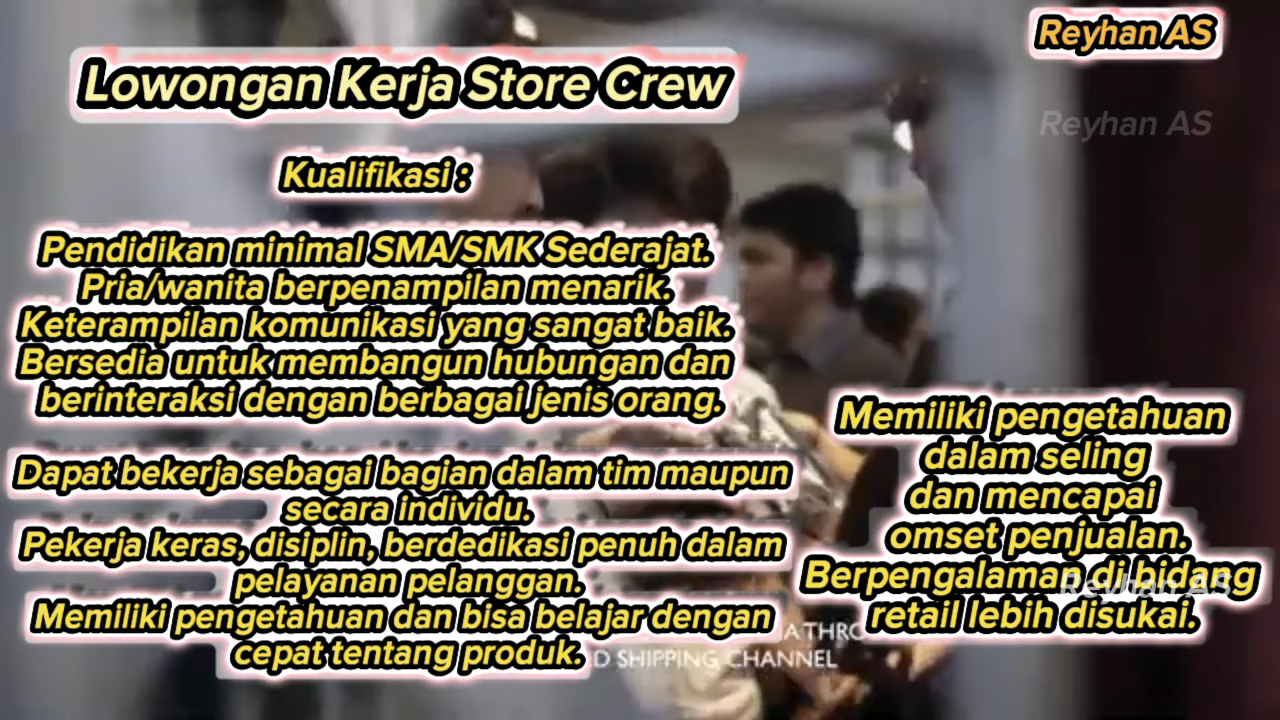 Reyhan AS
Lowongan Kerja Store Crew
Reyhan AS
Kualifikasi :
Pendidikan minimal SMA/SMK Sederajat.
Pria/wanita berpenampilan menarik.
Keterampilan komunikasi yang sangat baik.
Bersedia untuk membangun hubungan dan
berinteraksi dengan berbagai jenis orang.
Dapat bekerja sebagai bagian dalam tim maupun
secara individu.
Pekerja keras, disiplin, berdedikasi penuh dalam
pelayanan pelanggan.
Memiliki pengetahuan dan bisa belajar dengan
cepat tentang produk.
Memiliki pengetahuan
dalam seling
dan mencapai
omset penjualan.
Berpengalaman di bidang
retail lebih disukai.
Reyhan AS
SHIPPING CHANNEL